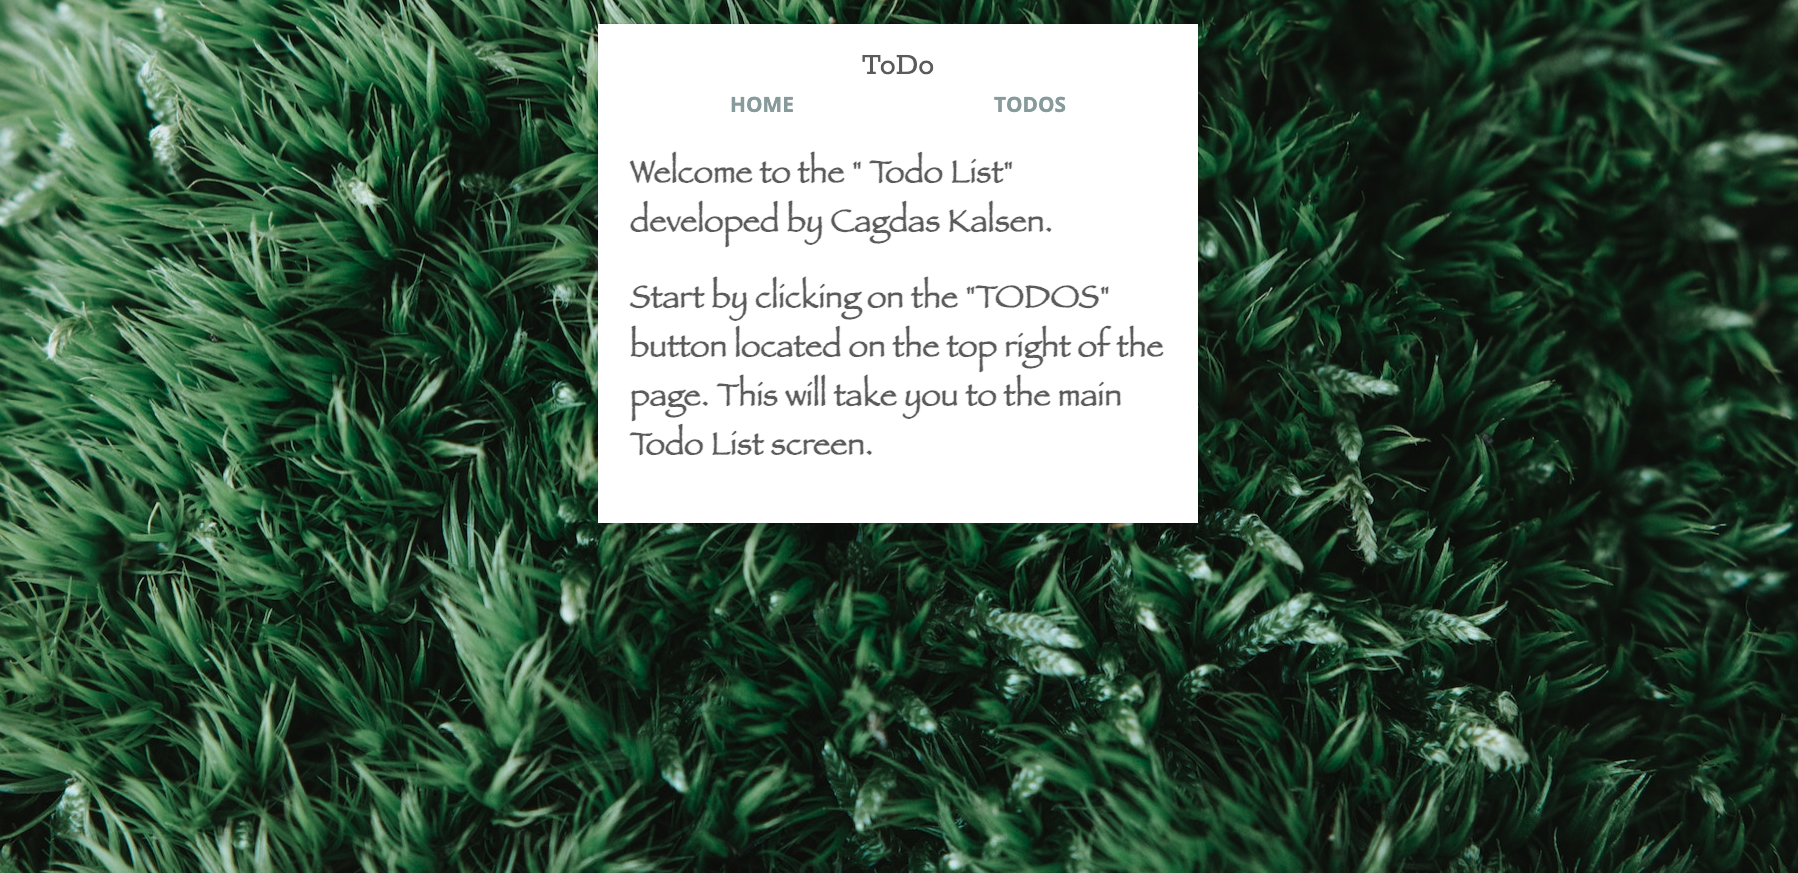 ToDo
HOME TODOS
Welcome to the " Todo List"
developed by Cagdas Kalsen.
Start by clicking on the "TODOS"
button located on the top right of the
page. This will take you to the main
Todo List screen.